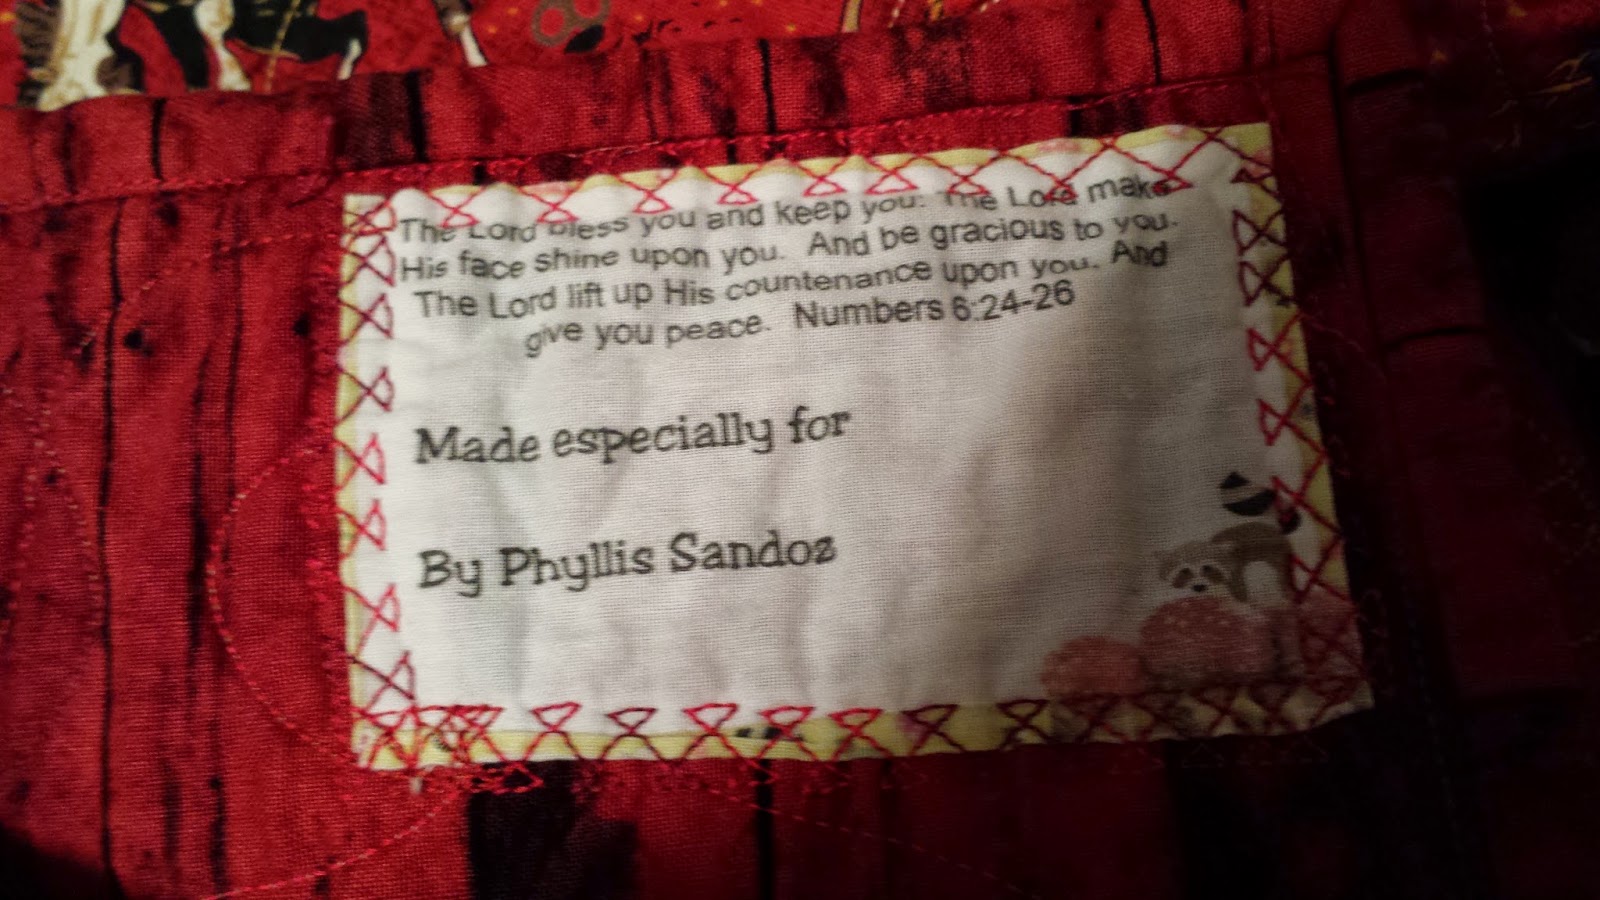 The Lord bless you and keep you: The Lord make
His face shine upon you. And be gracious to you.
The Lord lift up His countenance upon you. And
give you peace. Numbers 6:24-26
Made especially for
By Phyllis Sandoz